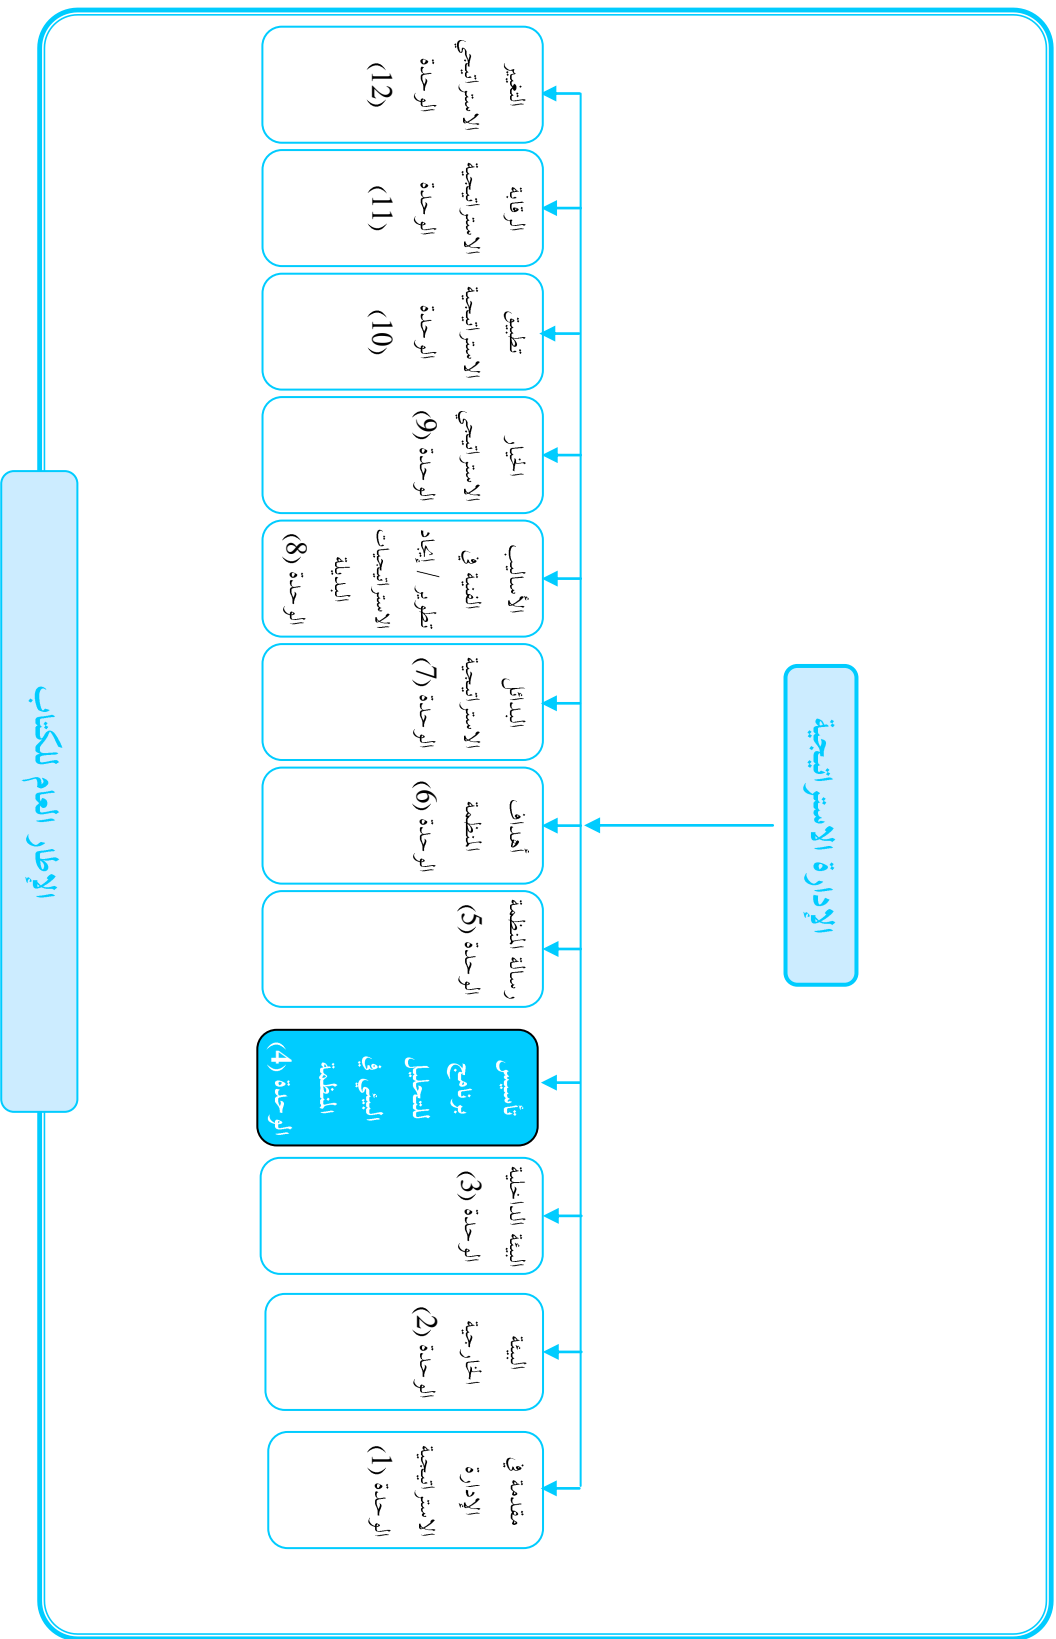 الإدارة الاستراتيجية
مقدمة في
الإدارة
الاستراتيجية
الوحدة (1)
البيئة
الخارجية
الوحدة (2)
البيئة الداخلية
الوحدة (3)
تأسيس
برنامج
للتحليل
البيئي في
المنظمة
الوحدة (4)
رسالة المنظمة
الوحدة (5)
أهداف
المنظمة
الوحدة (6)
البدائل
الاستراتيجية
الوحدة (7)
الأساليب
الفنية في
تطوير / إيجاد
الاستراتيجيات
البديلة
الوحدة (8)
الخيار
الاستراتيجي
الوحدة (9)
تطبيق
الاستراتيجية
الوحدة
(10)
الرقابة
الاستراتيجية
الوحدة
(11)
التغيير
الاستراتيجي
الوحدة
(12)
الإطار العام للكتاب